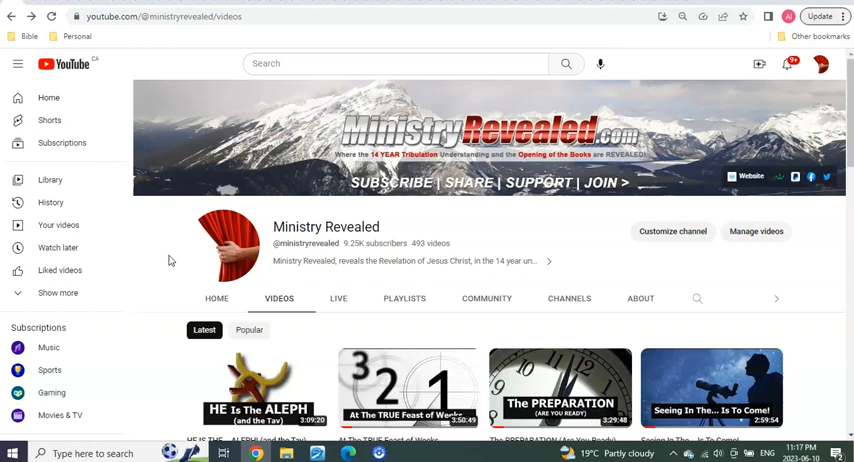 youtube.com/@ministryrevealed/videos
AI
Update
Bible
Personal
Other bookmarks
YouTube CA
Search
9+
Home
Shorts
Subscriptions
Library
History
Your videos
Watch later
Liked videos
Show more
Subscriptions
Music
Sports
Gaming
Movies & TV
MinistryRevealed.com
Where the 14 YEAR Tribulation Understanding and the Opening of the Books are REVEALED!
SUBSCRIBE | SHARE | SUPPORT | JOIN >
Website
Ministry Revealed
@ministryrevealed 9.25K subscribers 493 videos
Ministry Revealed, reveals the Revelation of Jesus Christ, in the 14 year un...
Customize channel
Manage videos
HOME
VIDEOS
LIVE
PLAYLISTS
COMMUNITY
CHANNELS
ABOUT
Latest
Popular
HE Is The ALEPH
(and the Tav)
3:09:20
3 2 1
At The TRUE Feast of Weeks
3:50:49
The PREPARATION
(ARE YOU READY)
3:29:48
Seeing In The... Is To Come!
2:59:54
Type here to search
19°C Partly cloudy
11:17 PM
2023-06-10
2